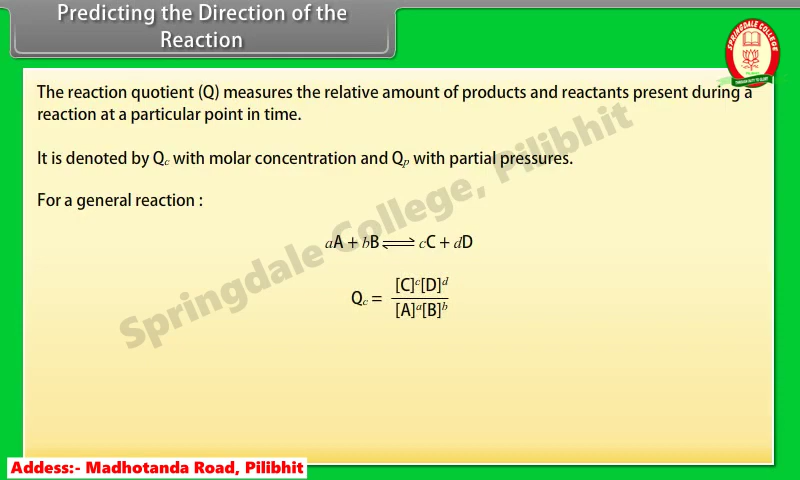 Predicting the Direction of the
Reaction
SPRINGDALE COLLEGE
The reaction quotient (Q) measures the relative amount of products and reactants present during a
reaction at a particular point in time.
It is denoted by Qc with molar concentration and Qp with partial pressures.
For a general reaction :
aA + bB ⇌ cC + dD
Qc = [C]^c[D]^d / [A]^a[B]^b
Springdale College, Pilibhit
Addess:- Madhotanda Road, Pilibhit